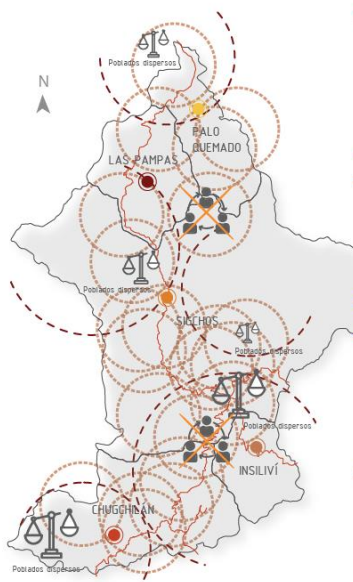 Poblados dispersos
N
PALO
QUEMADO
LAS PAMPAS
Poblados dispersos
SIGCHOS
Poblados dispersos
Poblados dispersos
INSILIVÍ
CHUGCHILÁN
Poblados dispersos